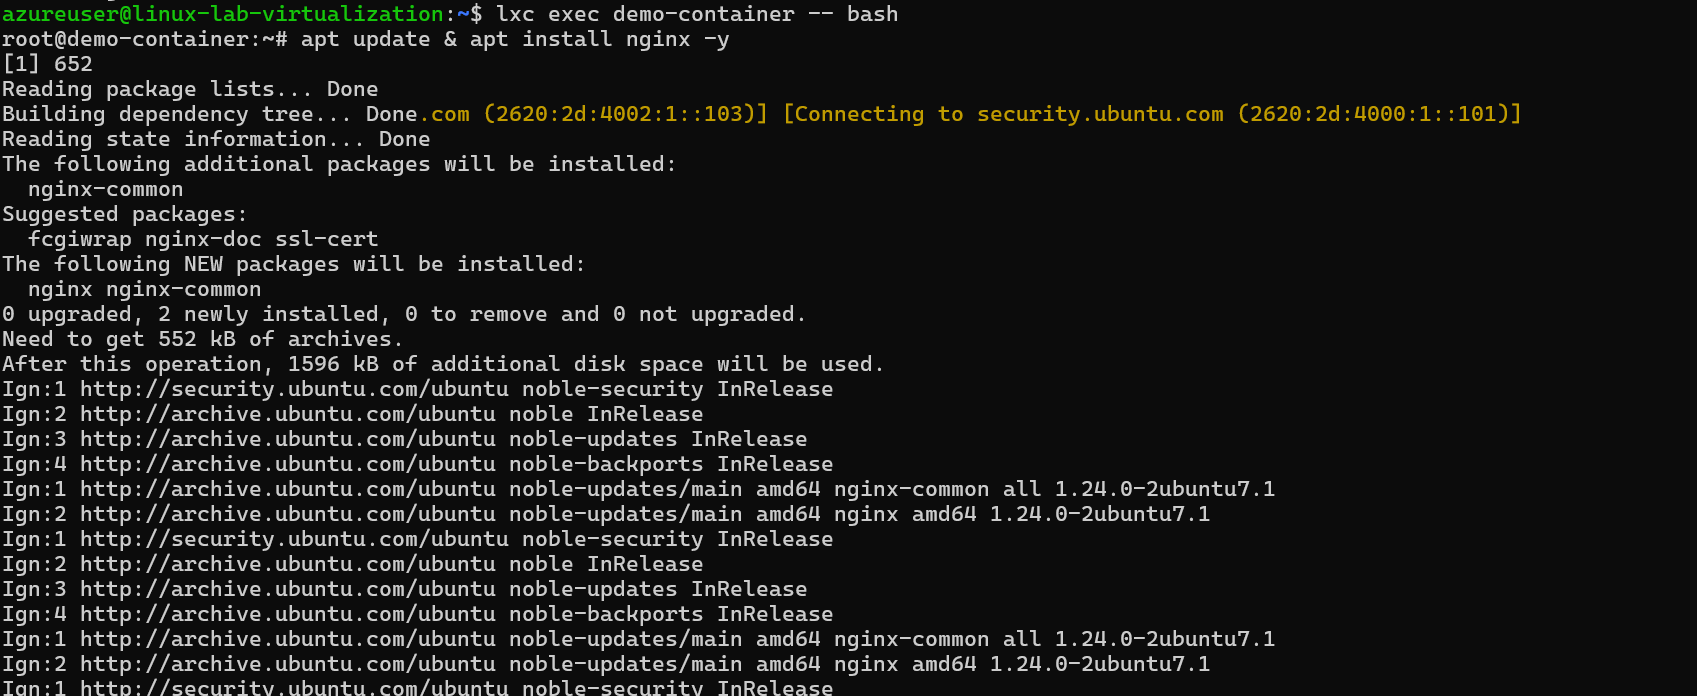 azureuser@linux-lab-virtualization:~$ lxc exec demo-container -- bash
root@demo-container:~# apt update & apt install nginx -y
[1] 652
Reading package lists... Done
Building dependency tree... Done.com (2620:2d:4002:1::103)] [Connecting to security.ubuntu.com (2620:2d:4000:1::101)]
Reading state information... Done
The following additional packages will be installed:
  nginx-common
Suggested packages:
  fcgiwrap nginx-doc ssl-cert
The following NEW packages will be installed:
  nginx nginx-common
0 upgraded, 2 newly installed, 0 to remove and 0 not upgraded.
Need to get 552 kB of archives.
After this operation, 1596 kB of additional disk space will be used.
Ign:1 http://security.ubuntu.com/ubuntu noble-security InRelease
Ign:2 http://archive.ubuntu.com/ubuntu noble InRelease
Ign:3 http://archive.ubuntu.com/ubuntu noble-updates InRelease
Ign:4 http://archive.ubuntu.com/ubuntu noble-backports InRelease
Ign:1 http://archive.ubuntu.com/ubuntu noble-updates/main amd64 nginx-common all 1.24.0-2ubuntu7.1
Ign:2 http://archive.ubuntu.com/ubuntu noble-updates/main amd64 nginx amd64 1.24.0-2ubuntu7.1
Ign:1 http://security.ubuntu.com/ubuntu noble-security InRelease
Ign:2 http://archive.ubuntu.com/ubuntu noble InRelease
Ign:3 http://archive.ubuntu.com/ubuntu noble-updates InRelease
Ign:4 http://archive.ubuntu.com/ubuntu noble-backports InRelease
Ign:1 http://archive.ubuntu.com/ubuntu noble-updates/main amd64 nginx-common all 1.24.0-2ubuntu7.1
Ign:2 http://archive.ubuntu.com/ubuntu noble-updates/main amd64 nginx amd64 1.24.0-2ubuntu7.1
Ign:1 http://security.ubuntu.com/ubuntu noble-security InRelease